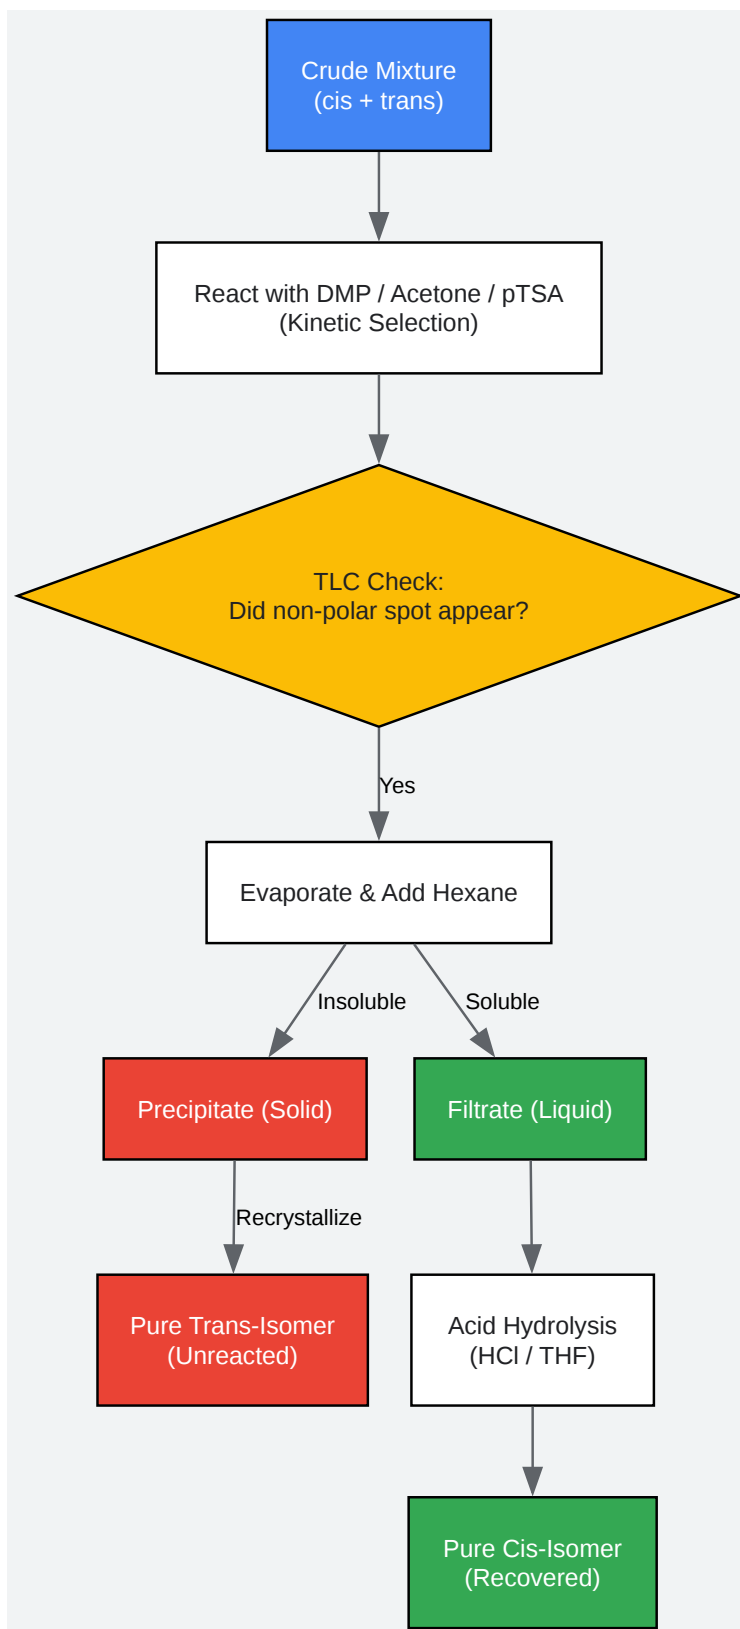 Crude Mixture
(cis + trans)
React with DMP / Acetone / pTSA
(Kinetic Selection)
TLC Check:
Did non-polar spot appear?
Yes
Evaporate & Add Hexane
Insoluble
Soluble
Precipitate (Solid)
Filtrate (Liquid)
Recrystallize
Pure Trans-Isomer
(Unreacted)
Acid Hydrolysis
(HCl / THF)
Pure Cis-Isomer
(Recovered)